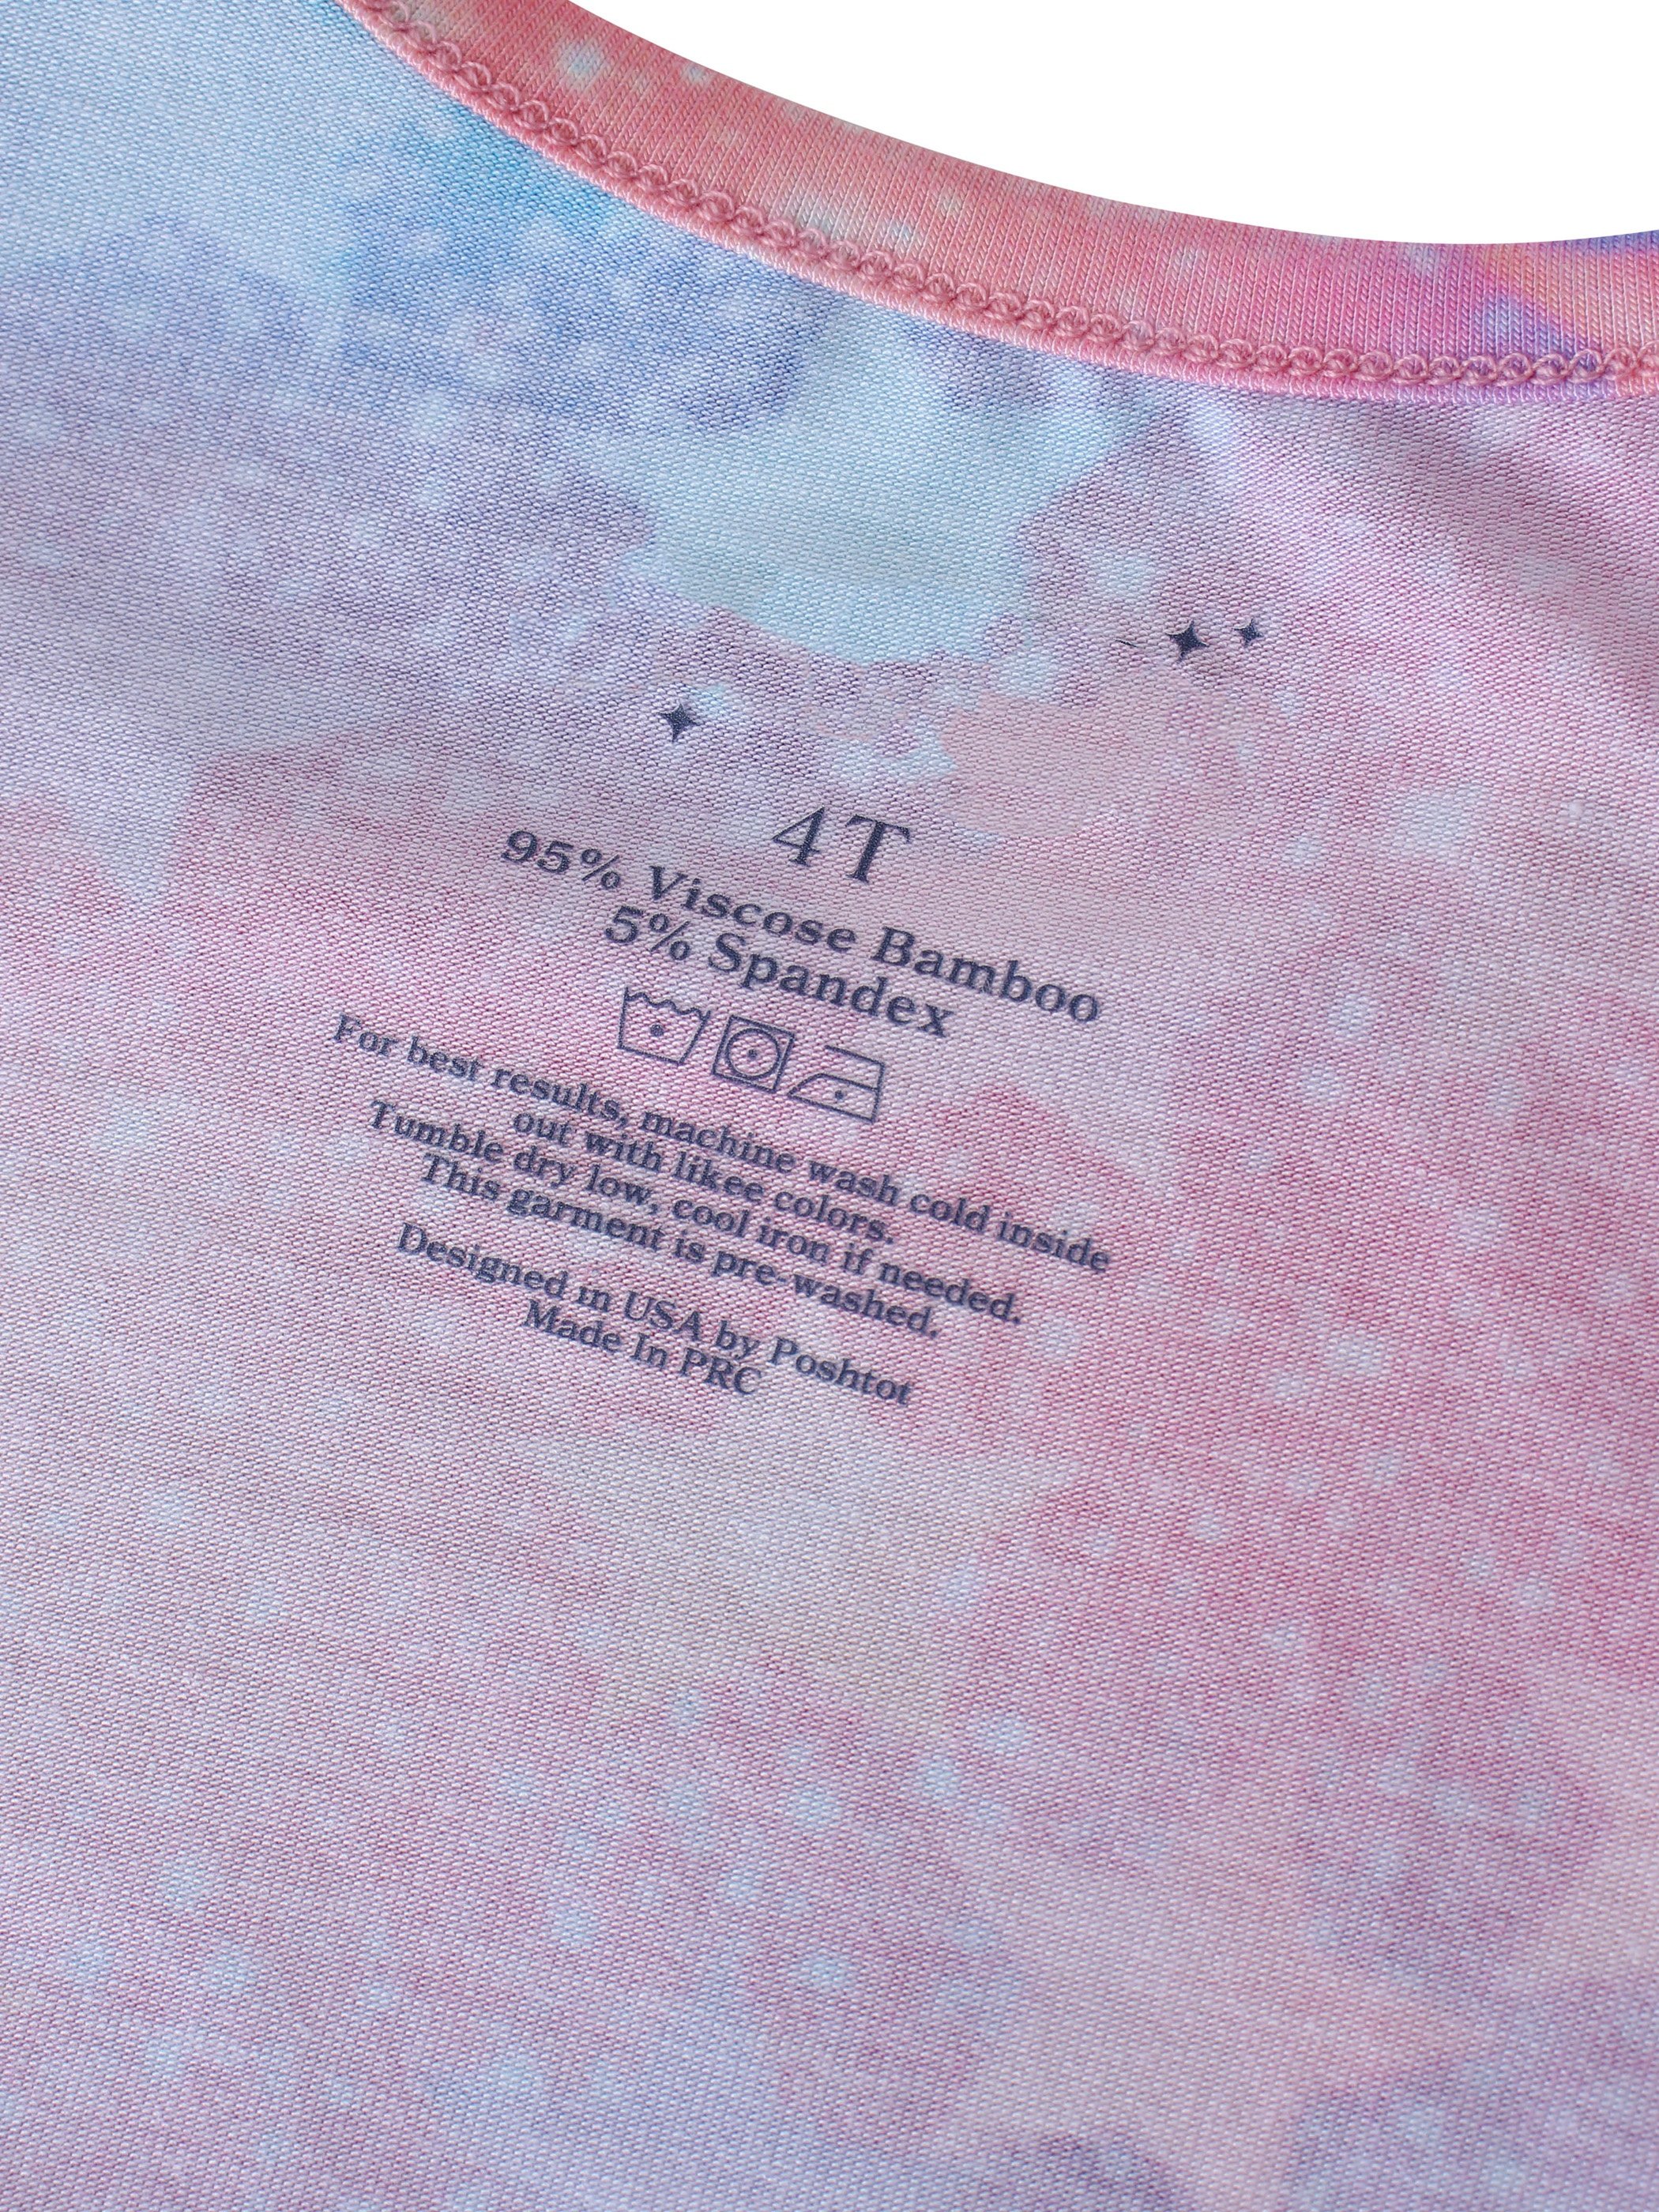 4T
95% Viscose Bamboo
5% Spandex
For best results, machine wash cold inside
out with likee colors.
Tumble dry low, cool iron if needed.
This garment is pre-washed.
Designed in USA by Poshtot
Made In PRC